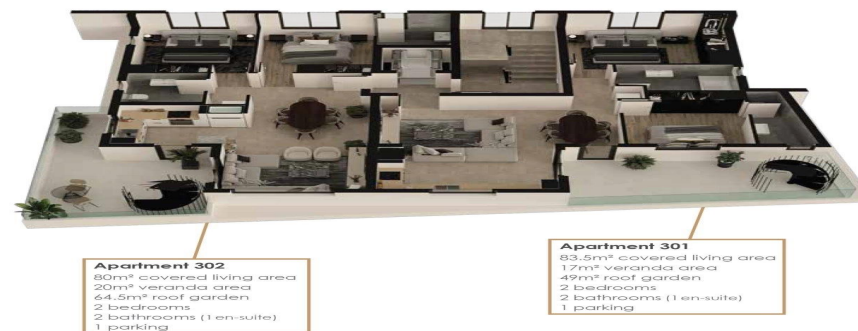 Apartment 302
80m² covered living area
20m² veranda area
64.5m² roof garden
2 bedrooms
2 bathrooms (1 en-suite)
1 parking
Apartment 301
83.5m² covered living area
17m² veranda area
49m² roof garden
2 bedrooms
2 bathrooms (1 en-suite)
1 parking